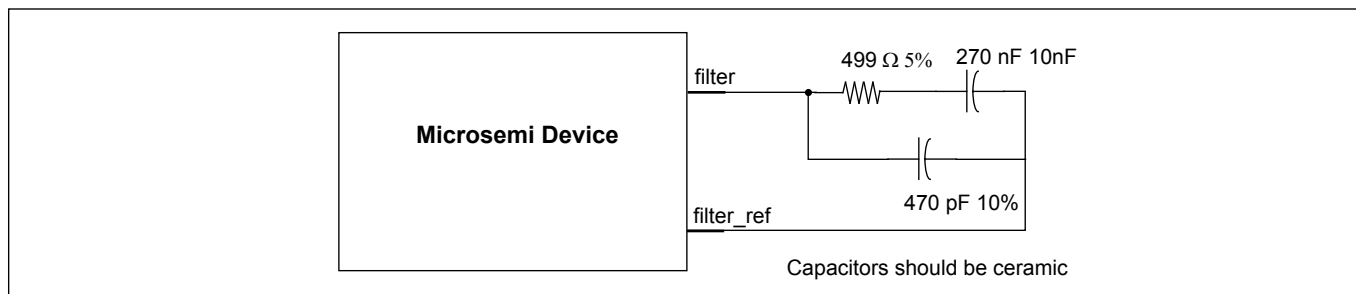 499 Ω 5%
270 nF 10nF
filter
Microsemi Device
470 pF 10%
filter_ref
Capacitors should be ceramic